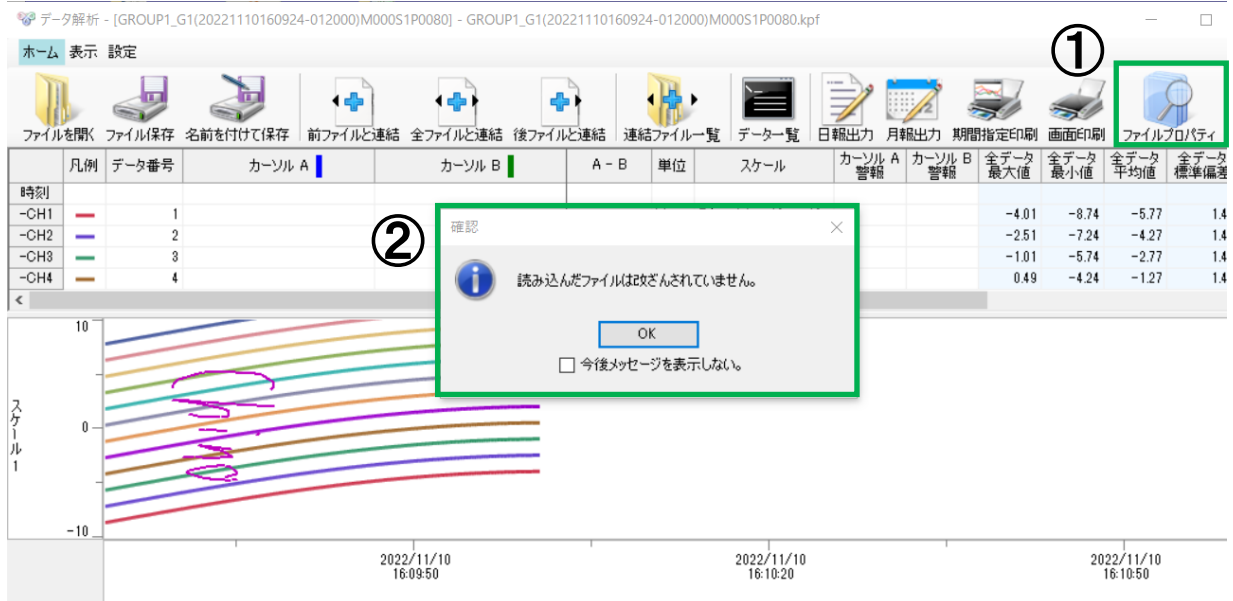 データ解析 - [GROUP1_G1(20221110160924-012000)M000S1P0080] - GROUP1_G1(20221110160924-012000)M000S1P0080.kpf
ホーム 表示 設定
①
ファイルを開く ファイル保存 名前を付けて保存 前ファイルと連結 全ファイルと連結 後ファイルと連結 連結ファイル一覧 データ一覧 日報出力 月報出力 期間指定印刷 画面印刷 ファイルプロパティ
凡例 データ番号 カーソル A カーソル B A - B 単位 スケール カーソル A 警報 カーソル B 警報 全データ 最大値 全データ 最小値 全データ 平均値 全データ 標準偏差
時刻
-CH1 1 -4.01 -8.74 -5.77 1.4
-CH2 2 -2.51 -7.24 -4.27 1.4
-CH3 3 -1.01 -5.74 -2.77 1.4
-CH4 4 0.49 -4.24 -1.27 1.4
②
確認
読み込んだファイルは改ざんされていません。
OK
今後メッセージを表示しない。
スケール 1
10
0
-10
2022/11/10 2022/11/10 2022/11/10
16:09:50 16:10:20 16:10:50